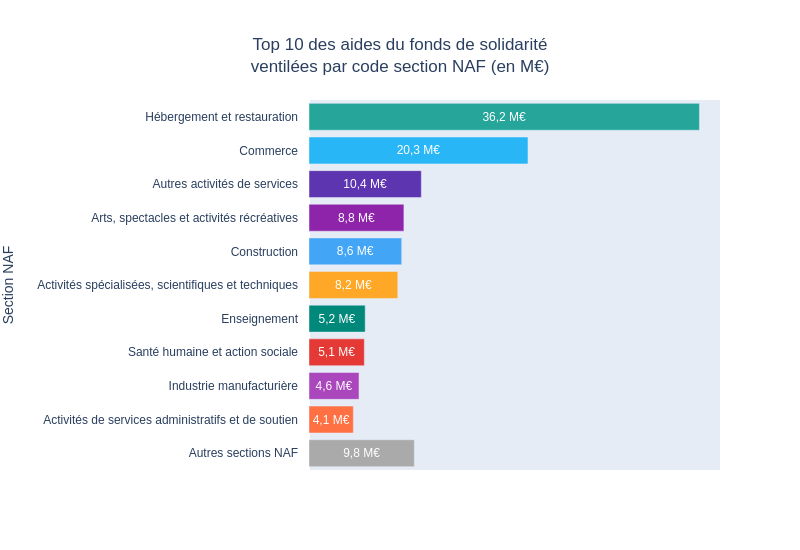 Top 10 des aides du fonds de solidarité
ventilées par code section NAF (en M€)
Section NAF
Hébergement et restauration 36,2 M€
Commerce 20,3 M€
Autres activités de services 10,4 M€
Arts, spectacles et activités récréatives 8,8 M€
Construction 8,6 M€
Activités spécialisées, scientifiques et techniques 8,2 M€
Enseignement 5,2 M€
Santé humaine et action sociale 5,1 M€
Industrie manufacturière 4,6 M€
Activités de services administratifs et de soutien 4,1 M€
Autres sections NAF 9,8 M€